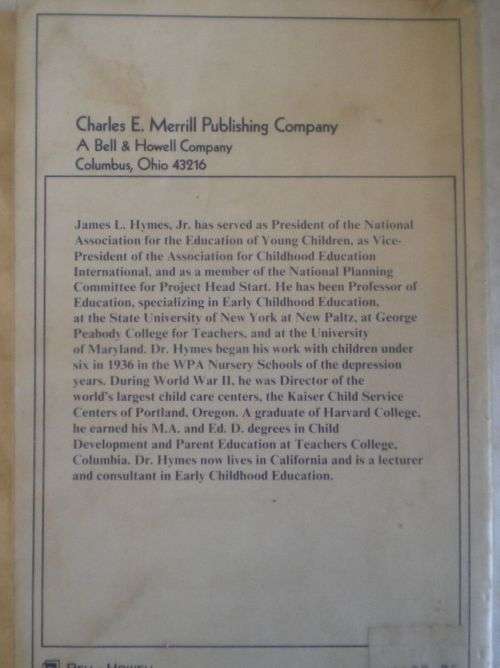 Charles E. Merrill Publishing Company
A Bell & Howell Company
Columbus, Ohio 43216
James L. Hymes, Jr. has served as President of the National
Association for the Education of Young Children, as Vice-
President of the Association for Childhood Education
International, and as a member of the National Planning
Committee for Project Head Start. He has been Professor of
Education, specializing in Early Childhood Education,
at the State University of New York at New Paltz, at George
Peabody College for Teachers, and at the University
of Maryland. Dr. Hymes began his work with children under
six in 1936 in the WPA Nursery Schools of the depression
years. During World War II, he was Director of the
world's largest child care centers, the Kaiser Child Service
Centers of Portland, Oregon. A graduate of Harvard College,
he earned his M.A. and Ed. D. degrees in Child
Development and Parent Education at Teachers College,
Columbia. Dr. Hymes now lives in California and is a lecturer
and consultant in Early Childhood Education.